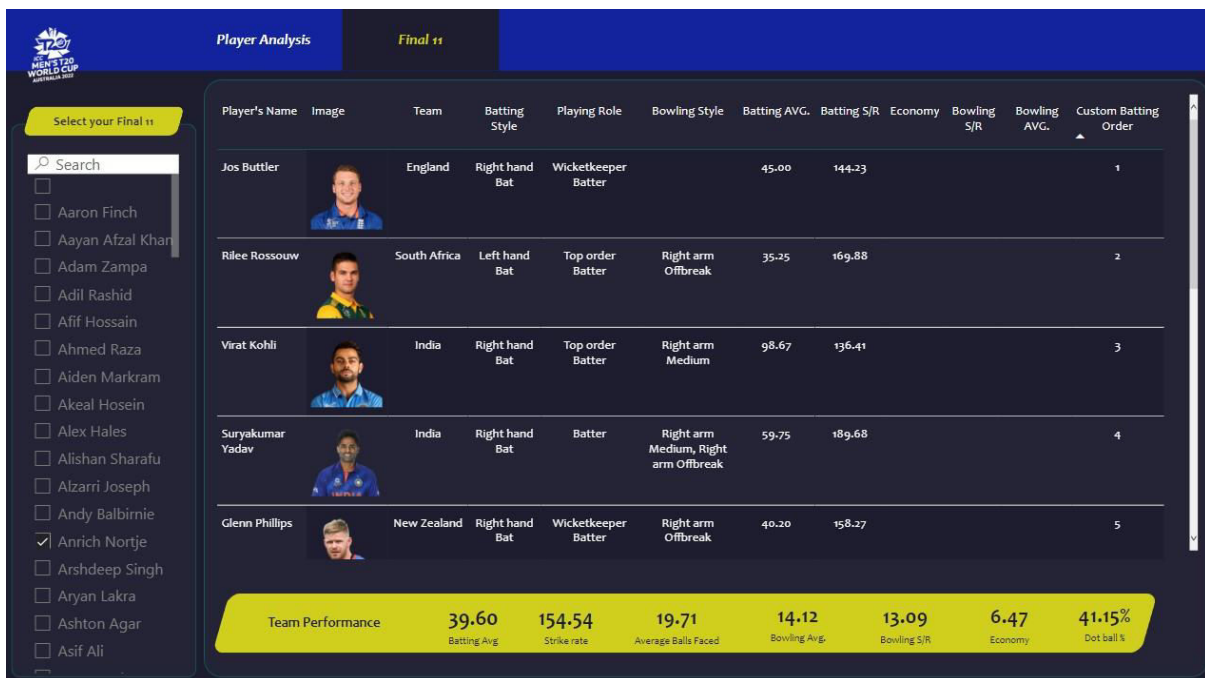 ICC
MEN'S T20
WORLD CUP
AUSTRALIA 2022
Player Analysis
Final 11
Select your Final 11
Search
Aaron Finch
Aayan Afzal Khan
Adam Zampa
Adil Rashid
Afif Hossain
Ahmed Raza
Aiden Markram
Akeal Hosein
Alex Hales
Alishan Sharafu
Alzarri Joseph
Andy Balbirnie
Anrich Nortje
Arshdeep Singh
Aryan Lakra
Ashton Agar
Asif Ali
Player's Name Image Team Batting Style Playing Role Bowling Style Batting AVG. Batting S/R Economy Bowling S/R Bowling AVG. Custom Batting Order
Jos Buttler England Right hand Bat Wicketkeeper Batter 45.00 144.23 1
Rilee Rossouw South Africa Left hand Bat Top order Batter Right arm Offbreak 35.25 169.88 2
Virat Kohli India Right hand Bat Top order Batter Right arm Medium 98.67 136.41 3
Suryakumar Yadav India Right hand Bat Batter Right arm Medium, Right arm Offbreak 59.75 189.68 4
INDIA
Glenn Phillips New Zealand Right hand Bat Wicketkeeper Batter Right arm Offbreak 40.20 158.27 5
Team Performance
39.60 154.54 19.71 14.12 13.09 6.47 41.15%
Batting Avg Strike rate Average Balls Faced Bowling Avg. Bowling S/R Economy Dot ball %